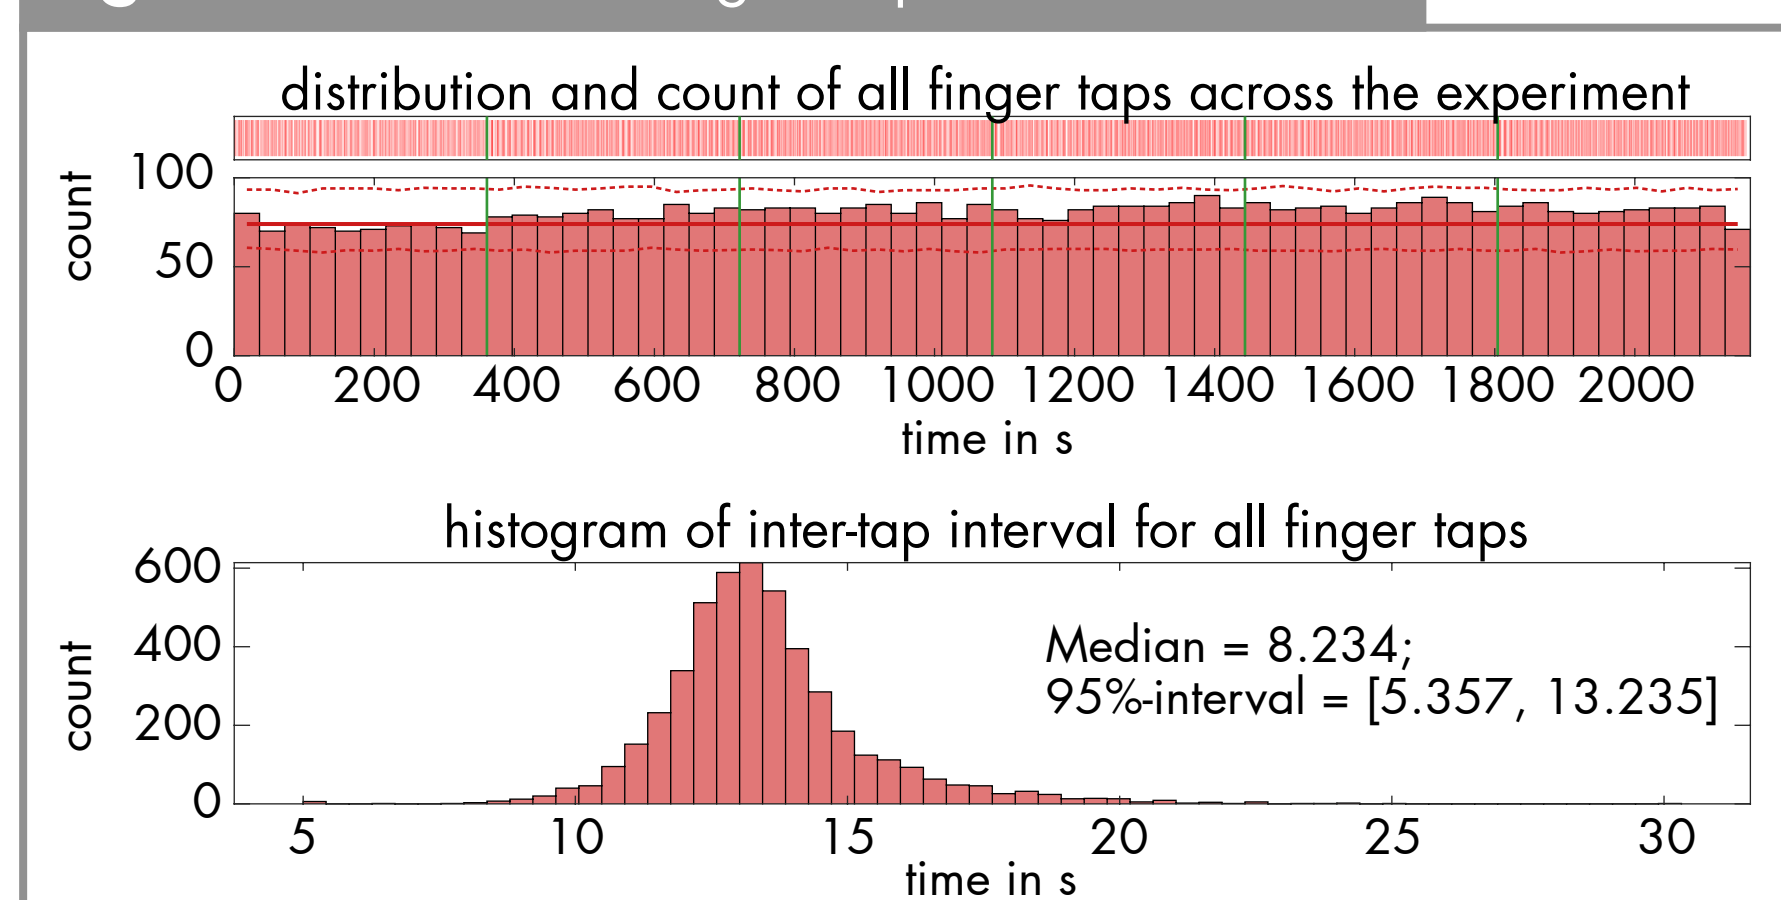 distribution and count of all finger taps across the experiment
count
100
50
0
0 200 400 600 800 1000 1200 1400 1600 1800 2000
time in s
histogram of inter-tap interval for all finger taps
count
600
400
200
0
Median = 8.234;
95%-interval = [5.357, 13.235]
5 10 15 20 25 30
time in s